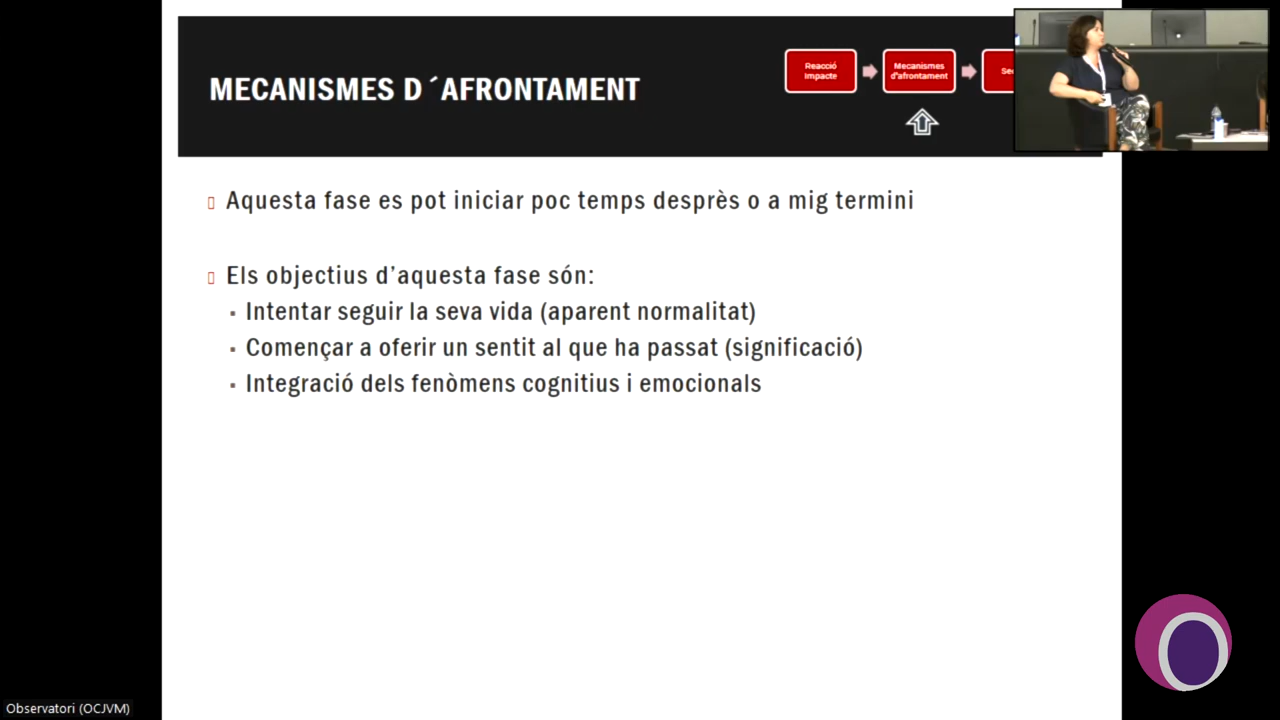 MECANISMES D´AFRONTAMENT
Reacció
Impacte
Mecanismes
d'afrontament
Aquesta fase es pot iniciar poc temps desprès o a mig termini
Els objectius d'aquesta fase són:
Intentar seguir la seva vida (aparent normalitat)
Començar a oferir un sentit al que ha passat (significació)
Integració dels fenòmens cognitius i emocionals
Observatori (OCJVM)